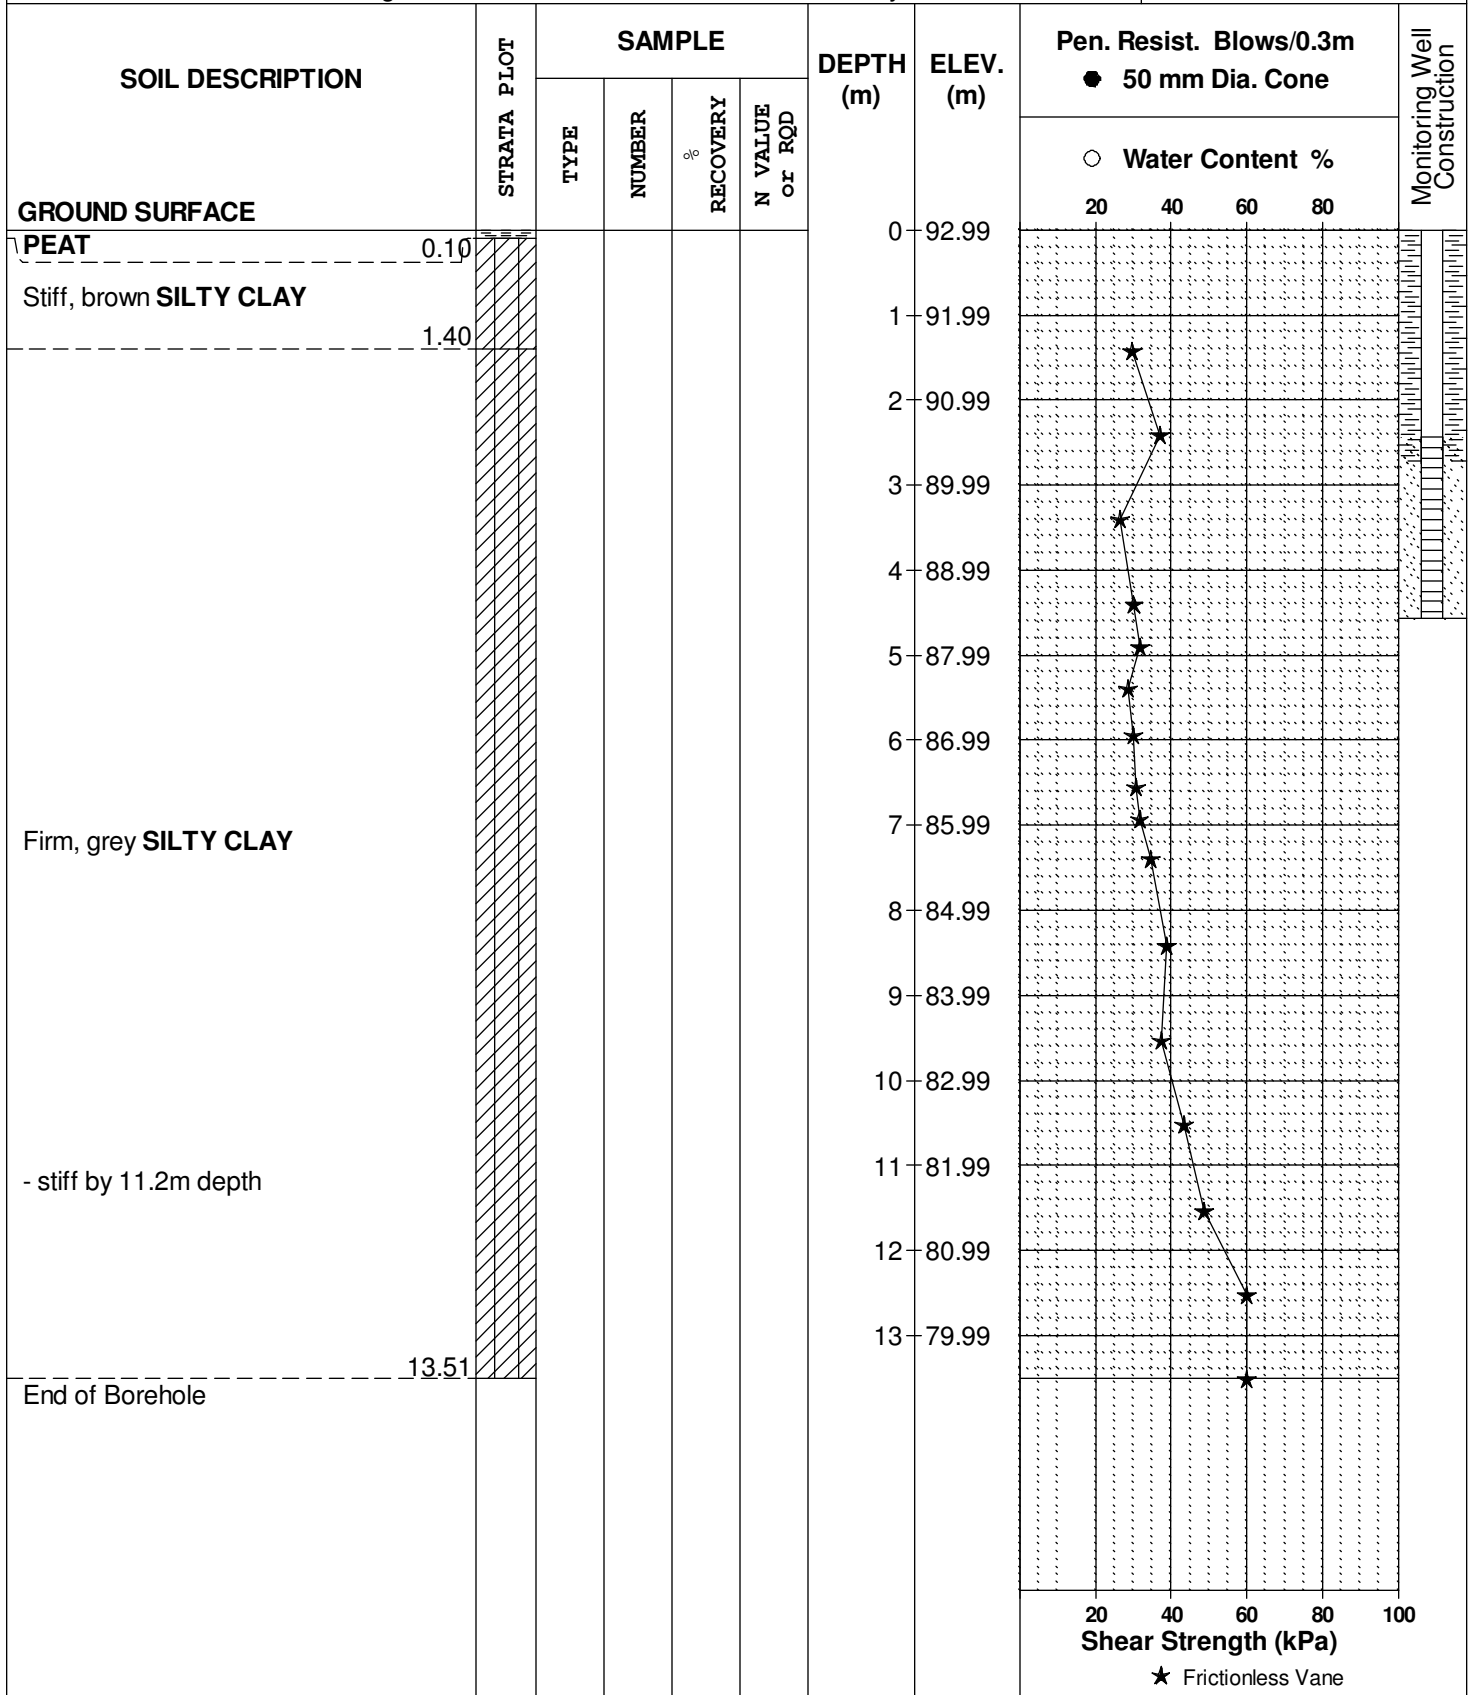 SOIL DESCRIPTION
GROUND SURFACE
STRATA PLOT
SAMPLE
TYPE
NUMBER
%
RECOVERY
N VALUE
or RQD
DEPTH
(m)
ELEV.
(m)
Pen. Resist. Blows/0.3m
● 50 mm Dia. Cone
○ Water Content %
20 40 60 80
Monitoring Well
Construction
PEAT 0.10
Stiff, brown SILTY CLAY
1.40
Firm, grey SILTY CLAY
- stiff by 11.2m depth
13.51
End of Borehole
0 92.99
1 91.99
2 90.99
3 89.99
4 88.99
5 87.99
6 86.99
7 85.99
8 84.99
9 83.99
10 82.99
11 81.99
12 80.99
13 79.99
20 40 60 80 100
Shear Strength (kPa)
★ Frictionless Vane